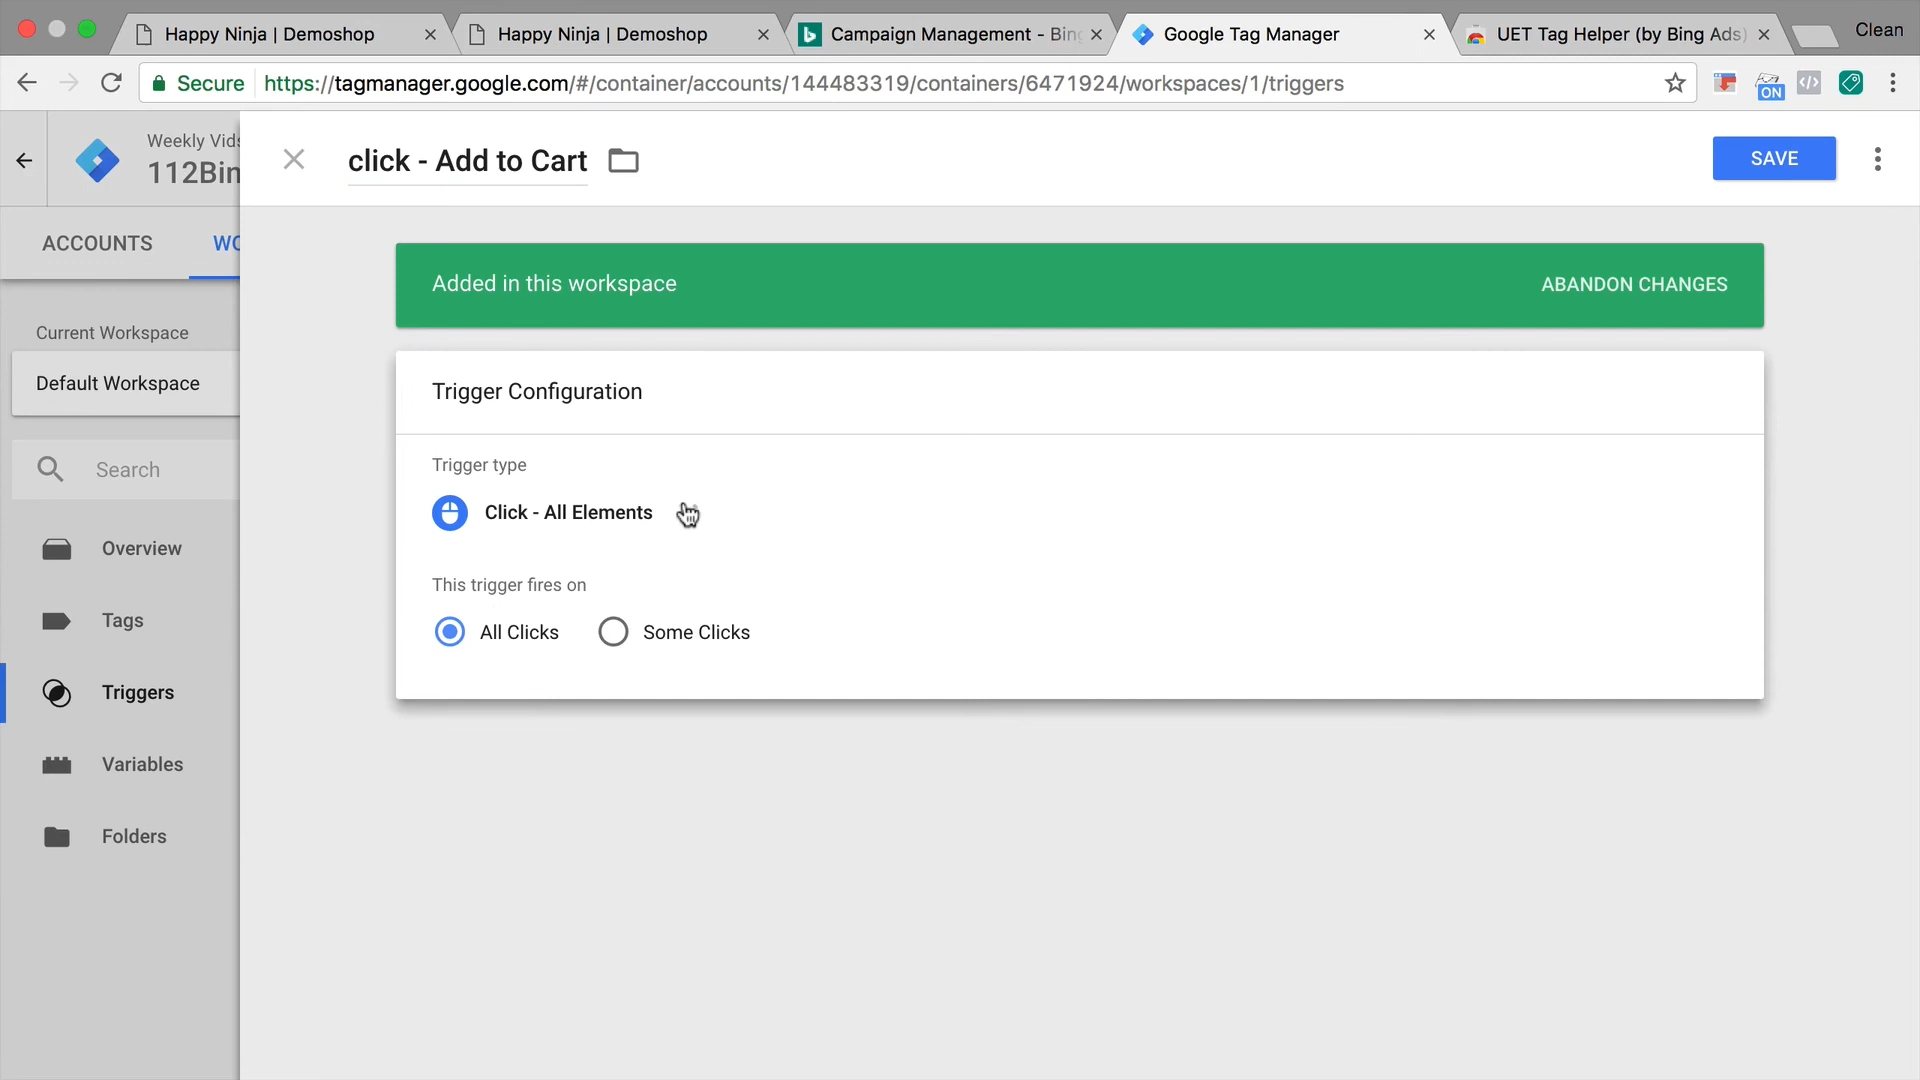 Happy Ninja | Demoshop
Happy Ninja | Demoshop
Campaign Management - Bing
Google Tag Manager
UET Tag Helper (by Bing Ads)
Clean
Secure
https://tagmanager.google.com/#/container/accounts/144483319/containers/6471924/workspaces/1/triggers
ON
Weekly Vids
112Bin
click - Add to Cart
SAVE
ACCOUNTS
WO
Added in this workspace
ABANDON CHANGES
Current Workspace
Default Workspace
Trigger Configuration
Trigger type
Click - All Elements
Search
This trigger fires on
All Clicks
Some Clicks
Overview
Tags
Triggers
Variables
Folders